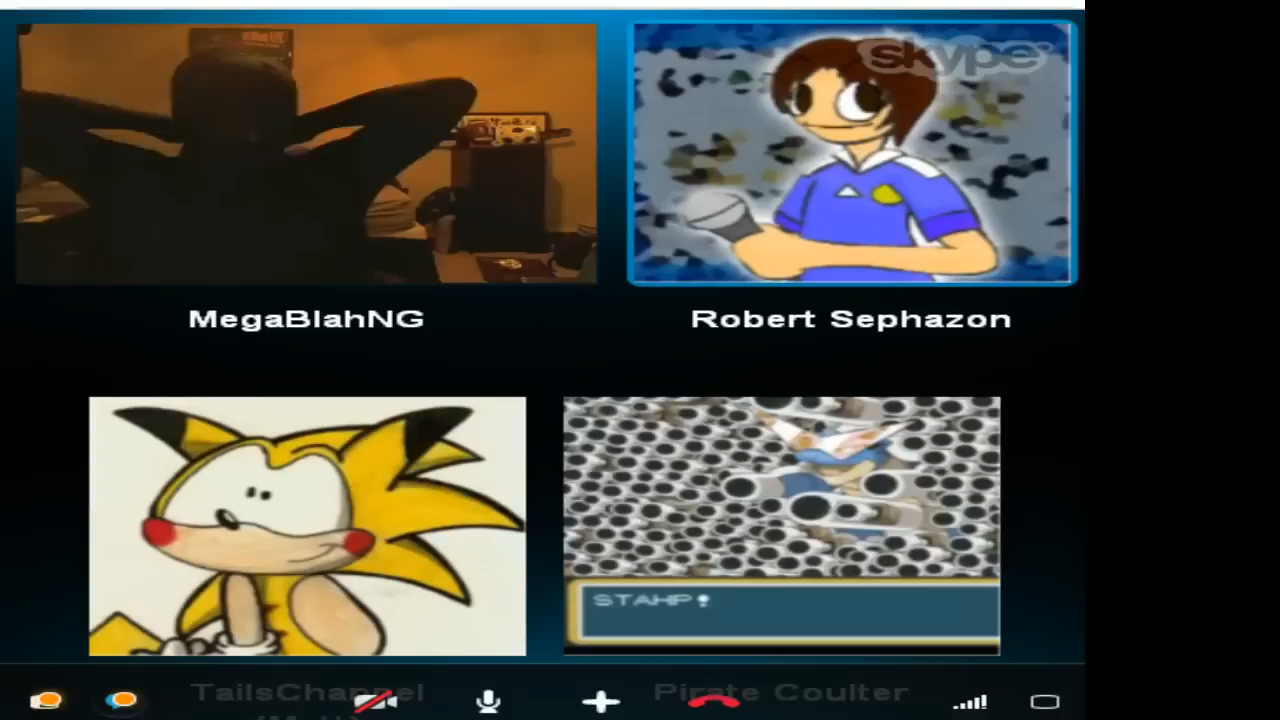 skype
MegaBlahNG
Robert Sephazon
STAHP!
TailsChannel
Pirate Coulter